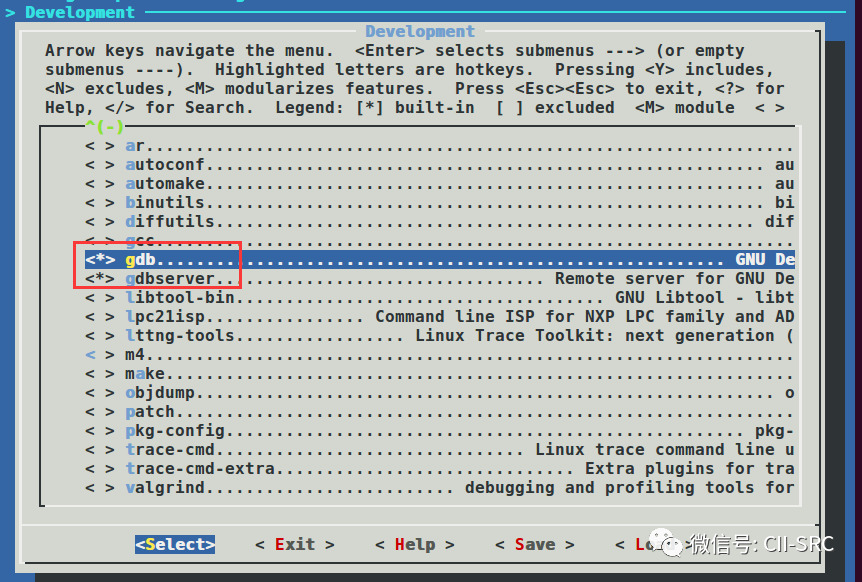 > Development
Development
Arrow keys navigate the menu.  <Enter> selects submenus ---> (or empty
submenus ----).  Highlighted letters are hotkeys.  Pressing <Y> includes,
<N> excludes, <M> modularizes features.  Press <Esc><Esc> to exit, <?> for
Help, </> for Search.  Legend: [*] built-in  [ ] excluded  <M> module  < >
^(-)
< > ar.................................................................
< > autoconf........................................................ au
< > automake........................................................ au
< > binutils........................................................ bi
< > diffutils...................................................... dif
< > gcc................................................................
<*> gdb......................................................... GNU De
<*> gdbserver................................. Remote server for GNU De
< > libtool-bin..................................... GNU Libtool - libt
< > lpc21isp............... Command line ISP for NXP LPC family and AD
< > lttng-tools................. Linux Trace Toolkit: next generation (
< > m4.................................................................
< > make...............................................................
< > objdump.......................................................... o
< > patch..............................................................
< > pkg-config.................................................... pkg-
< > trace-cmd............................... Linux trace command line u
< > trace-cmd-extra.............................. Extra plugins for tra
< > valgrind......................... debugging and profiling tools for
<Select>    < Exit >    < Help >    < Save >    < L
微信号: CII-SRC